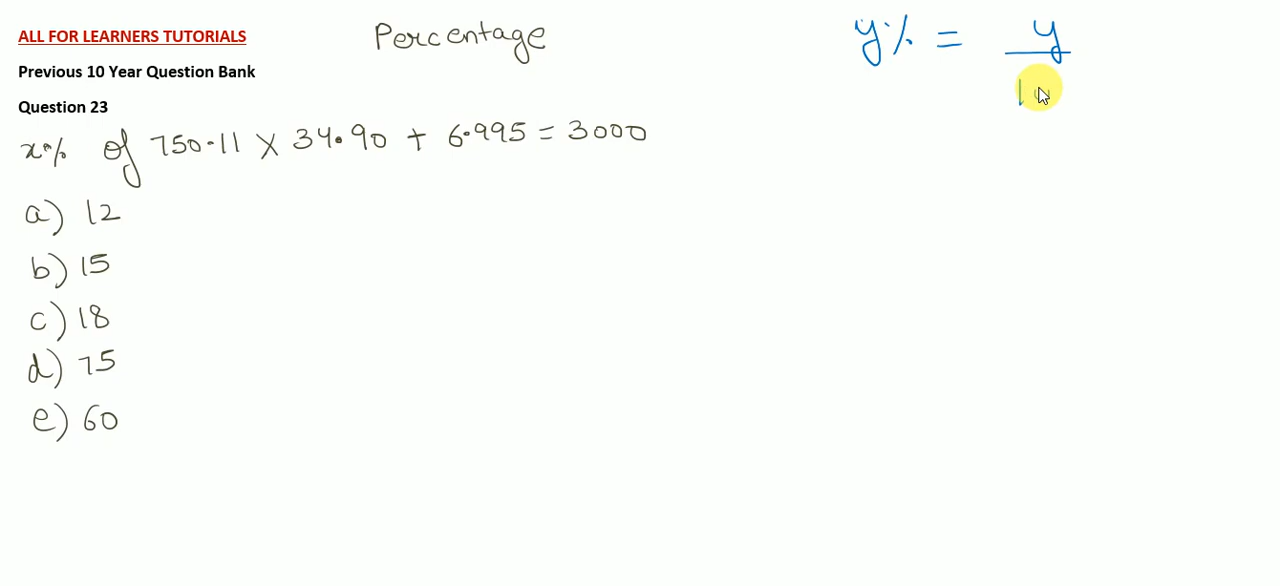 ALL FOR LEARNERS TUTORIALS
Percentage
y% = y
Previous 10 Year Question Bank
Question 23
x% of 750.11 × 34.90 + 6.995 = 3000
a) 12
b) 15
c) 18
d) 75
e) 60